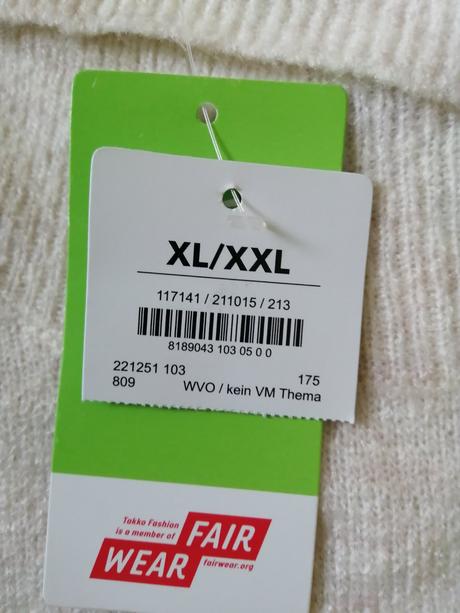 XL/XXL
117141 / 211015 / 213
8189043 103 05 0 0
221251 103 175
809 WVO / kein VM Thema
Takko Fashion
is a member of
FAIR
WEAR
fairwear.org